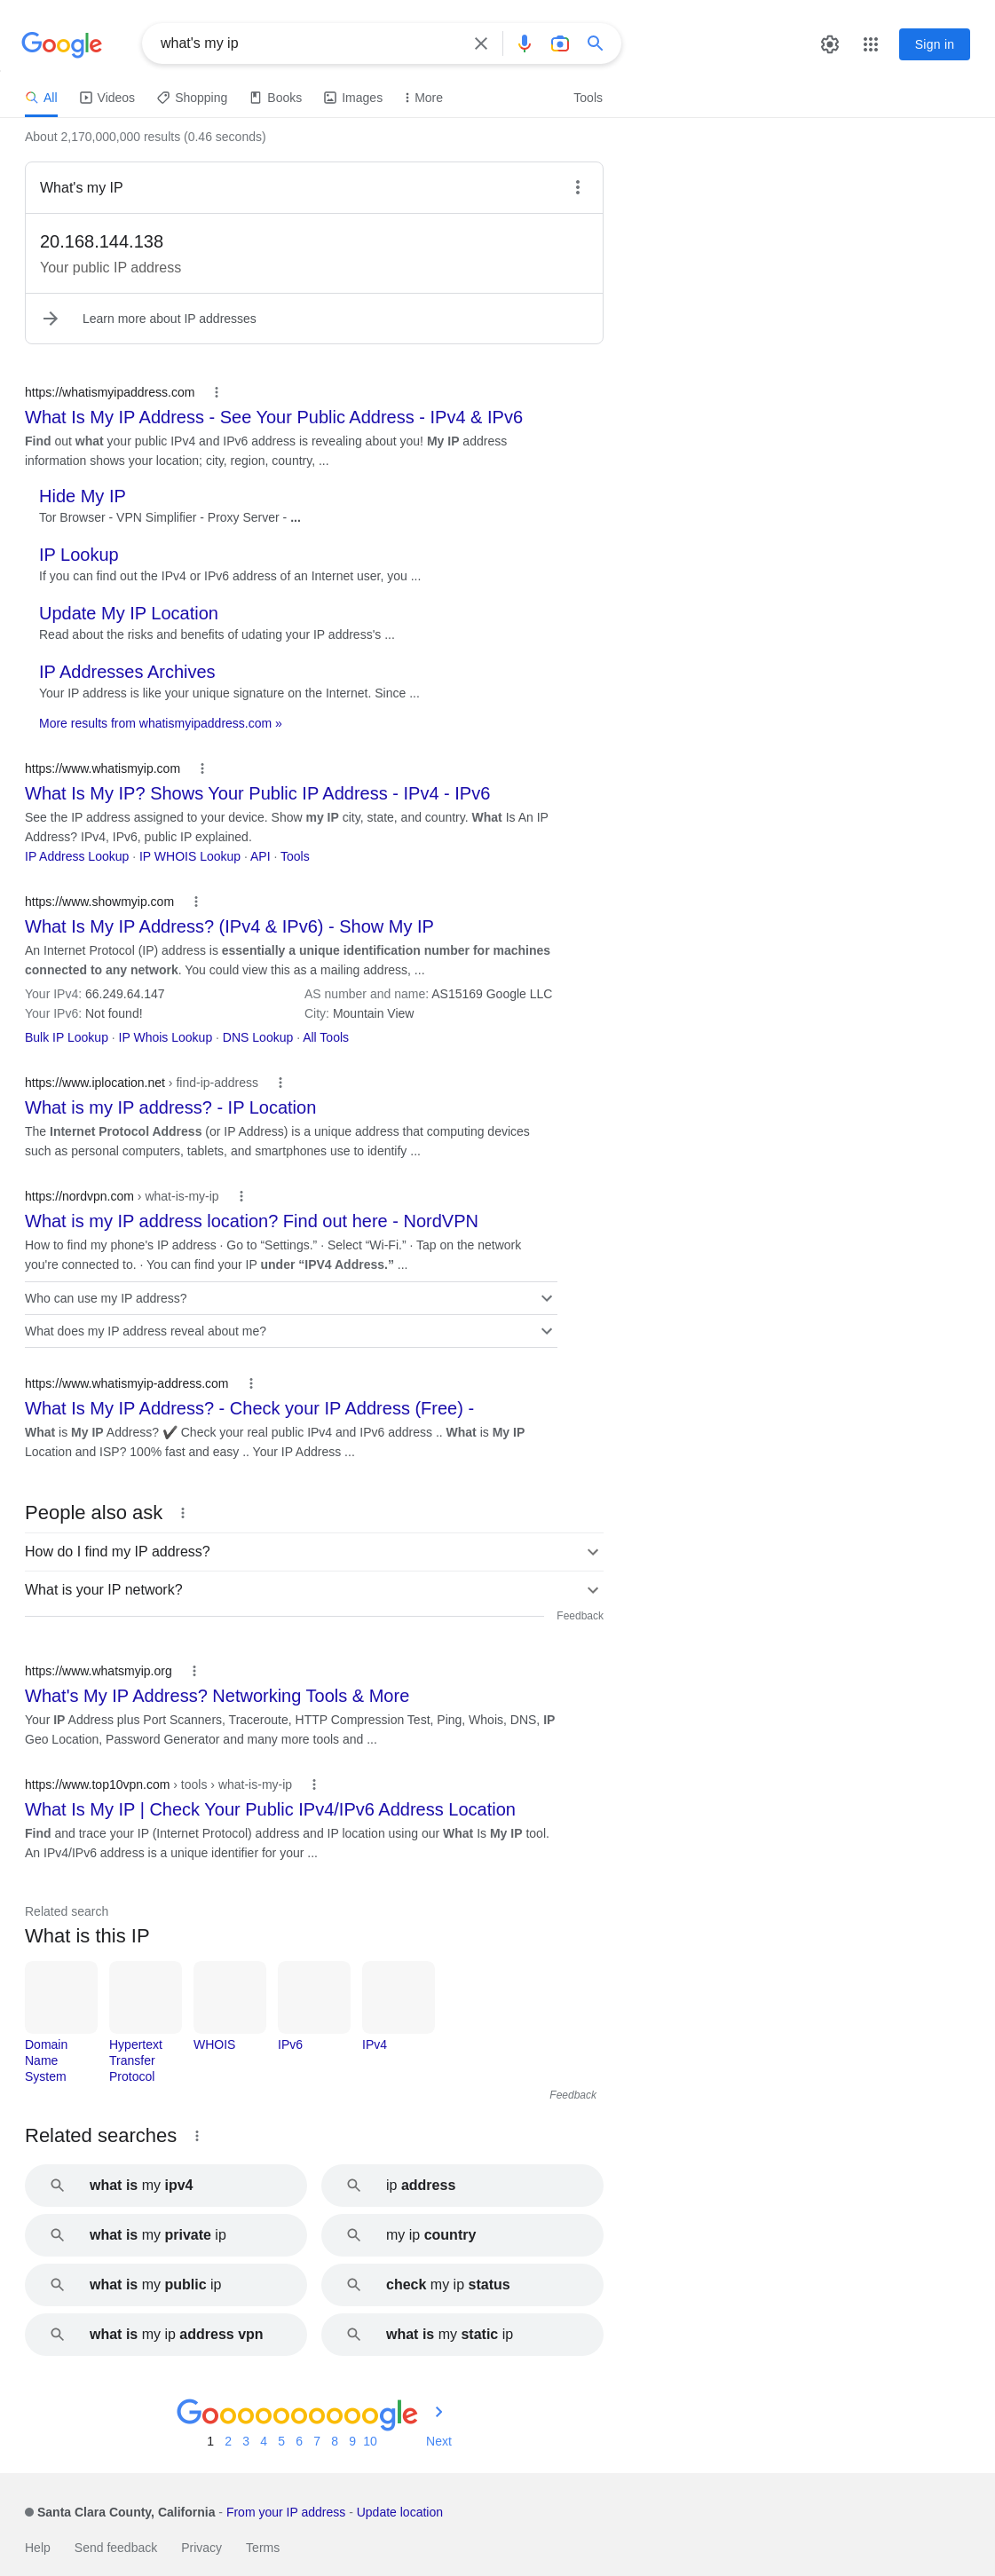 Google
what's my ip
Sign in
All
Videos
Shopping
Books
Images
More
Tools
About 2,170,000,000 results (0.46 seconds)
What's my IP
20.168.144.138
Your public IP address
Learn more about IP addresses
https://whatismyipaddress.com
What Is My IP Address - See Your Public Address - IPv4 & IPv6
Find out what your public IPv4 and IPv6 address is revealing about you! My IP address
information shows your location; city, region, country, ...
Hide My IP
Tor Browser - VPN Simplifier - Proxy Server - ...
IP Lookup
If you can find out the IPv4 or IPv6 address of an Internet user, you ...
Update My IP Location
Read about the risks and benefits of udating your IP address's ...
IP Addresses Archives
Your IP address is like your unique signature on the Internet. Since ...
More results from whatismyipaddress.com »
https://www.whatismyip.com
What Is My IP? Shows Your Public IP Address - IPv4 - IPv6
See the IP address assigned to your device. Show my IP city, state, and country. What Is An IP
Address? IPv4, IPv6, public IP explained.
IP Address Lookup · IP WHOIS Lookup · API · Tools
https://www.showmyip.com
What Is My IP Address? (IPv4 & IPv6) - Show My IP
An Internet Protocol (IP) address is essentially a unique identification number for machines
connected to any network. You could view this as a mailing address, ...
Your IPv4: 66.249.64.147
AS number and name: AS15169 Google LLC
Your IPv6: Not found!
City: Mountain View
Bulk IP Lookup · IP Whois Lookup · DNS Lookup · All Tools
https://www.iplocation.net › find-ip-address
What is my IP address? - IP Location
The Internet Protocol Address (or IP Address) is a unique address that computing devices
such as personal computers, tablets, and smartphones use to identify ...
https://nordvpn.com › what-is-my-ip
What is my IP address location? Find out here - NordVPN
How to find my phone's IP address · Go to “Settings.” · Select “Wi-Fi.” · Tap on the network
you're connected to. · You can find your IP under “IPV4 Address.” ...
Who can use my IP address?
What does my IP address reveal about me?
https://www.whatismyip-address.com
What Is My IP Address? - Check your IP Address (Free) -
What is My IP Address? ✔️ Check your real public IPv4 and IPv6 address .. What is My IP
Location and ISP? 100% fast and easy .. Your IP Address ...
People also ask
How do I find my IP address?
What is your IP network?
Feedback
https://www.whatsmyip.org
What's My IP Address? Networking Tools & More
Your IP Address plus Port Scanners, Traceroute, HTTP Compression Test, Ping, Whois, DNS, IP
Geo Location, Password Generator and many more tools and ...
https://www.top10vpn.com › tools › what-is-my-ip
What Is My IP | Check Your Public IPv4/IPv6 Address Location
Find and trace your IP (Internet Protocol) address and IP location using our What Is My IP tool.
An IPv4/IPv6 address is a unique identifier for your ...
Related search
What is this IP
Domain
Name
System
Hypertext
Transfer
Protocol
WHOIS
IPv6
IPv4
Feedback
Related searches
what is my ipv4
ip address
what is my private ip
my ip country
what is my public ip
check my ip status
what is my ip address vpn
what is my static ip
Goooooooooogle
1 2 3 4 5 6 7 8 9 10 Next
Santa Clara County, California - From your IP address - Update location
Help
Send feedback
Privacy
Terms